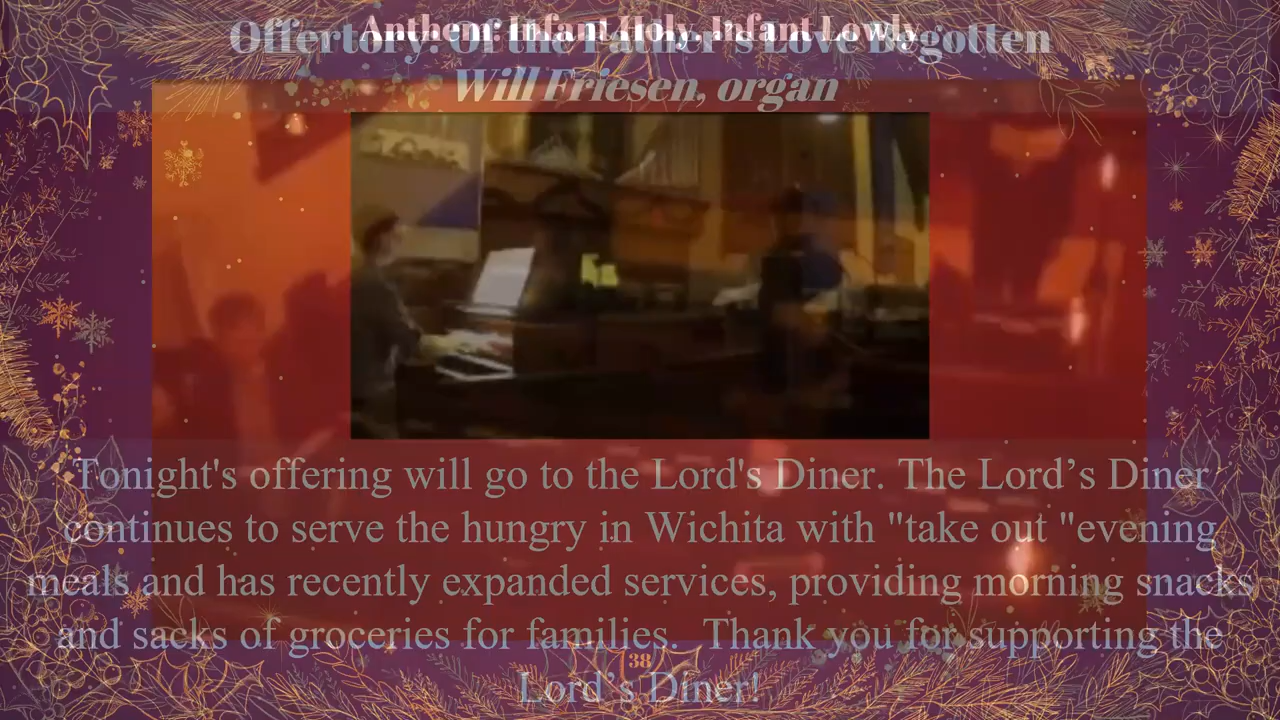 Anthem: Infant Holy, Infant Lowly
Offertory: Of the Father's Love Begotten
Will Friesen, organ
Tonight's offering will go to the Lord's Diner. The Lord’s Diner
continues to serve the hungry in Wichita with "take out "evening
meals and has recently expanded services, providing morning snacks
and sacks of groceries for families.  Thank you for supporting the
38
Lord’s Diner!